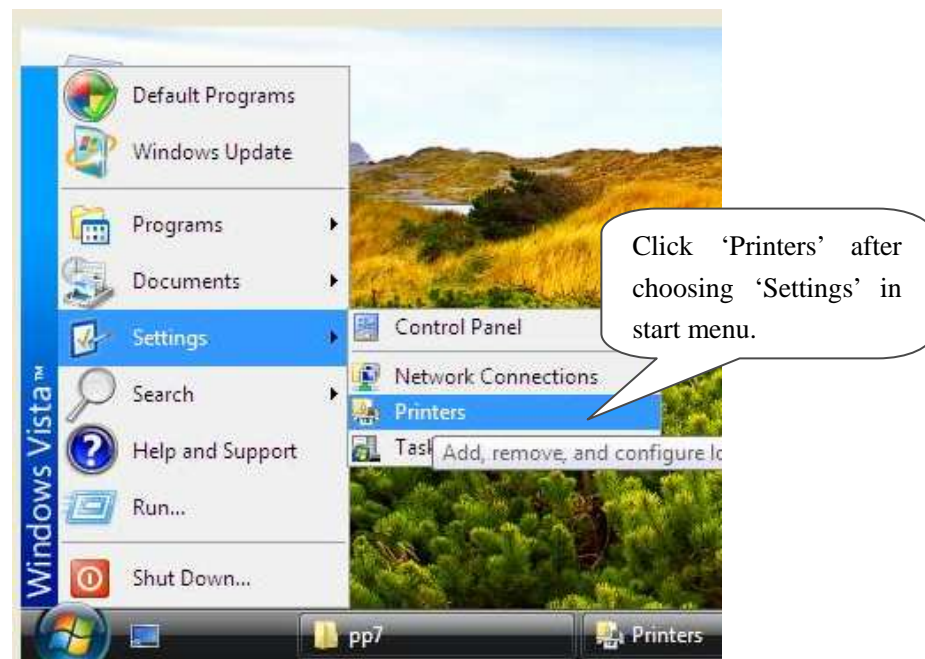 Default Programs
Windows Update
Programs
Documents
Settings
Search
Help and Support
Run...
Shut Down...
Windows Vista™
Control Panel
Network Connections
Printers
Task
Add, remove, and configure lo
Click ‘Printers’ after
choosing ‘Settings’ in
start menu.
pp7
Printers